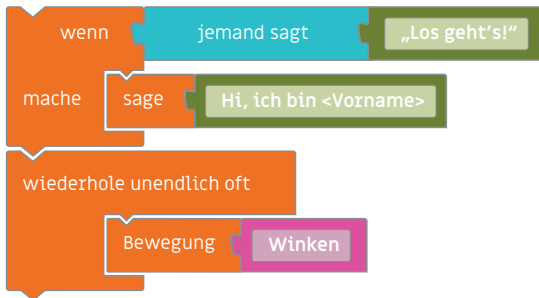 wenn jemand sagt „Los geht’s!“
mache sage Hi, ich bin <Vorname>
wiederhole unendlich oft
Bewegung Winken